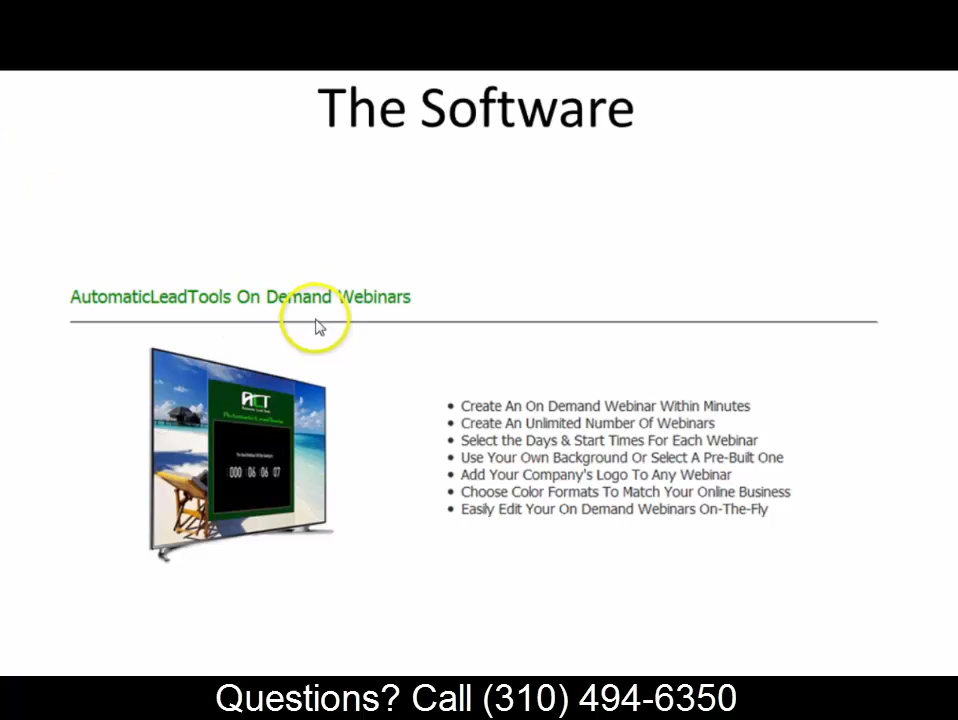 The Software
AutomaticLeadTools On Demand Webinars
ACT
000 06 06 07
• Create An On Demand Webinar Within Minutes
• Create An Unlimited Number Of Webinars
• Select the Days & Start Times For Each Webinar
• Use Your Own Background Or Select A Pre-Built One
• Add Your Company's Logo To Any Webinar
• Choose Color Formats To Match Your Online Business
• Easily Edit Your On Demand Webinars On-The-Fly
Questions? Call (310) 494-6350